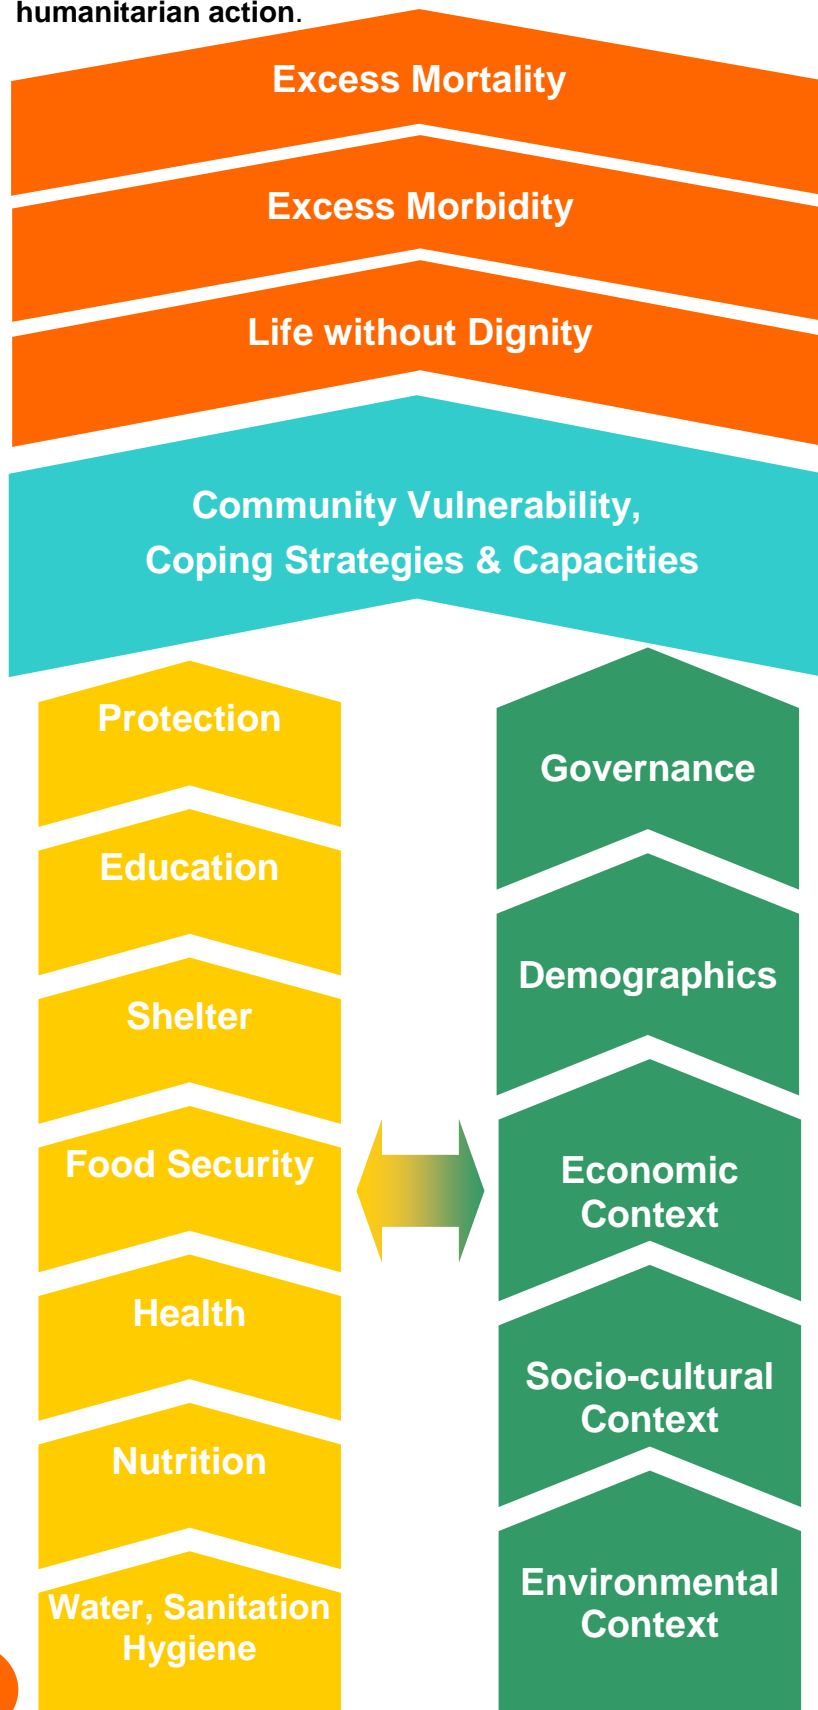 humanitarian action.
Excess Mortality
Excess Morbidity
Life without Dignity
Community Vulnerability,
Coping Strategies & Capacities
Protection
Education
Shelter
Food Security
Health
Nutrition
Water, Sanitation
Hygiene
Governance
Demographics
Economic
Context
Socio-cultural
Context
Environmental
Context